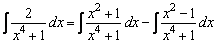 ∫ 2/(x⁴+1) dx = ∫ (x²+1)/(x⁴+1) dx − ∫ (x²−1)/(x⁴+1) dx